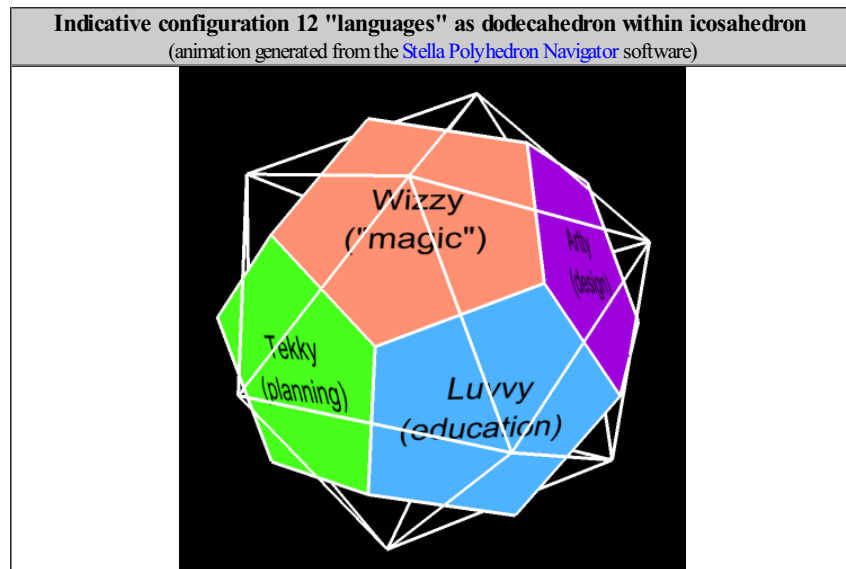 Indicative configuration 12 "languages" as dodecahedron within icosahedron
(animation generated from the Stella Polyhedron Navigator software)
Wizzy
("magic")
Artly
(design)
Tekky
(planning)
Luvvy
(education)